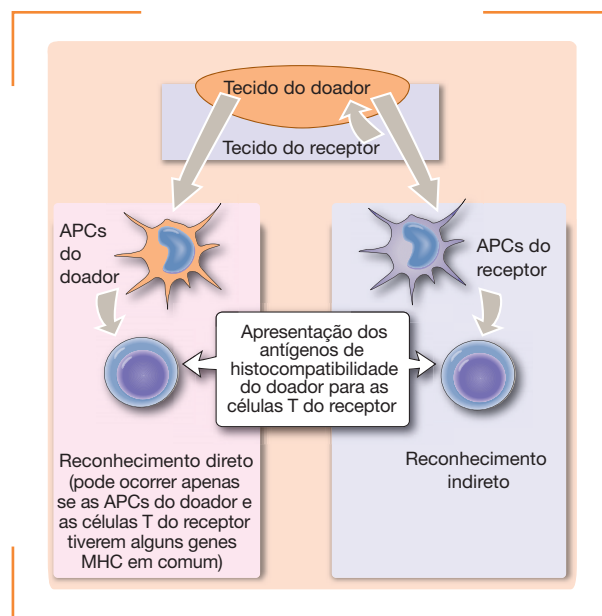 Tecido do doador
Tecido do receptor
APCs
do
doador
APCs do
receptor
Apresentação dos
antígenos de
histocompatibilidade
do doador para as
células T do receptor
Reconhecimento direto
(pode ocorrer apenas
se as APCs do doador e
as células T do receptor
tiverem alguns genes
MHC em comum)
Reconhecimento
indireto